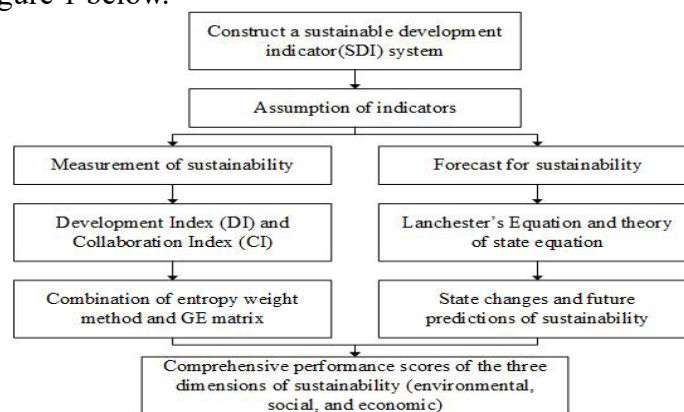 gure 1 below.
Construct a sustainable development
indicator(SDI) system
Assumption of indicators
Measurement of sustainability
Forecast for sustainability
Development Index (DI) and
Collaboration Index (CI)
Lanchester's Equation and theory
of state equation
Combination of entropy weight
method and GE matrix
State changes and future
predictions of sustainability
Comprehensive performance scores of the three
dimensions of sustainability (environmental,
social, and economic)